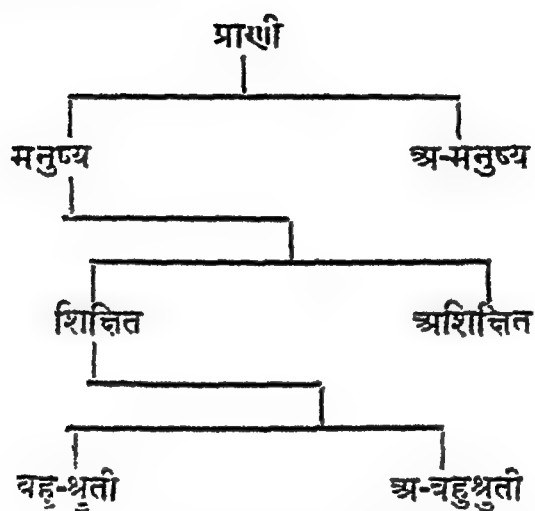 प्राणी
मनुष्य अ-मनुष्य
शिक्षित अशिक्षित
बहु-श्रुती अ-बहुश्रुती